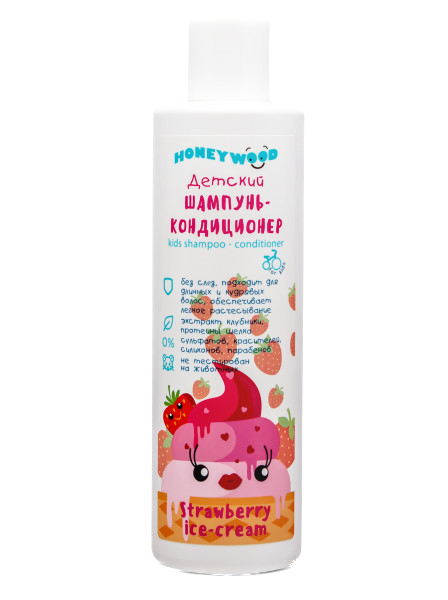 HONEYWOOD
Детский
ШАМПУНЬ-
КОНДИЦИОНЕР
kids shampoo - conditioner
без слез, подходит для
длинных и кудрявых
волос, обеспечивает
легкое расчесывание
экстракт клубники,
протеины шелка
0% сульфатов, красителей,
силиконов, парабенов
не тестирован
на животных
Strawberry
ice-cream